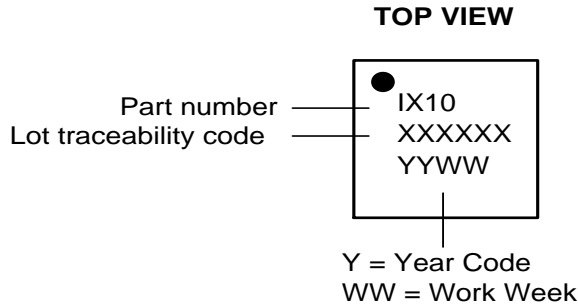 TOP VIEW
Part number
Lot traceability code
IX10
XXXXXX
YYWW
Y = Year Code
WW = Work Week